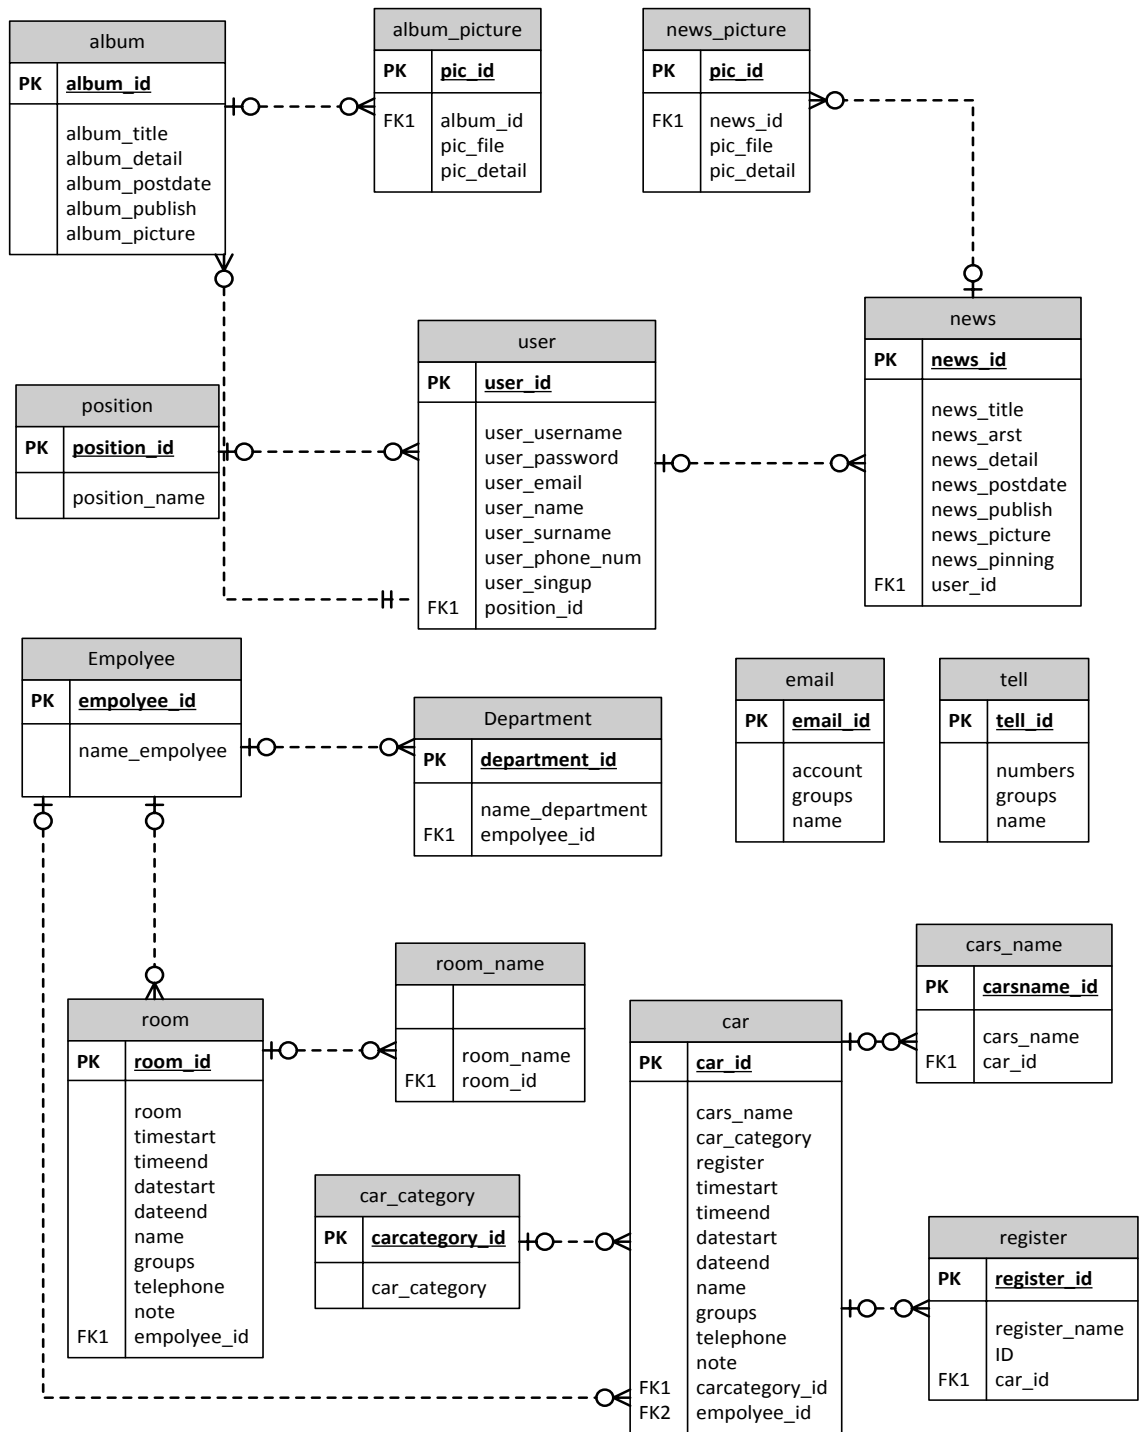 album
PK album_id
album_title
album_detail
album_postdate
album_publish
album_picture
album_picture
PK pic_id
FK1 album_id
pic_file
pic_detail
news_picture
PK pic_id
FK1 news_id
pic_file
pic_detail
position
PK position_id
position_name
user
PK user_id
user_username
user_password
user_email
user_name
user_surname
user_phone_num
user_singup
FK1 position_id
news
PK news_id
news_title
news_arst
news_detail
news_postdate
news_publish
news_picture
news_pinning
FK1 user_id
Empolyee
PK empolyee_id
name_empolyee
Department
PK department_id
name_department
FK1 empolyee_id
email
PK email_id
account
groups
name
tell
PK tell_id
numbers
groups
name
room
PK room_id
room
timestart
timeend
datestart
dateend
name
groups
telephone
note
FK1 empolyee_id
room_name
room_name
FK1 room_id
car_category
PK carcategory_id
car_category
car
PK car_id
cars_name
car_category
register
timestart
timeend
datestart
dateend
name
groups
telephone
note
FK1 carcategory_id
FK2 empolyee_id
cars_name
PK carsname_id
cars_name
FK1 car_id
register
PK register_id
register_name
ID
FK1 car_id